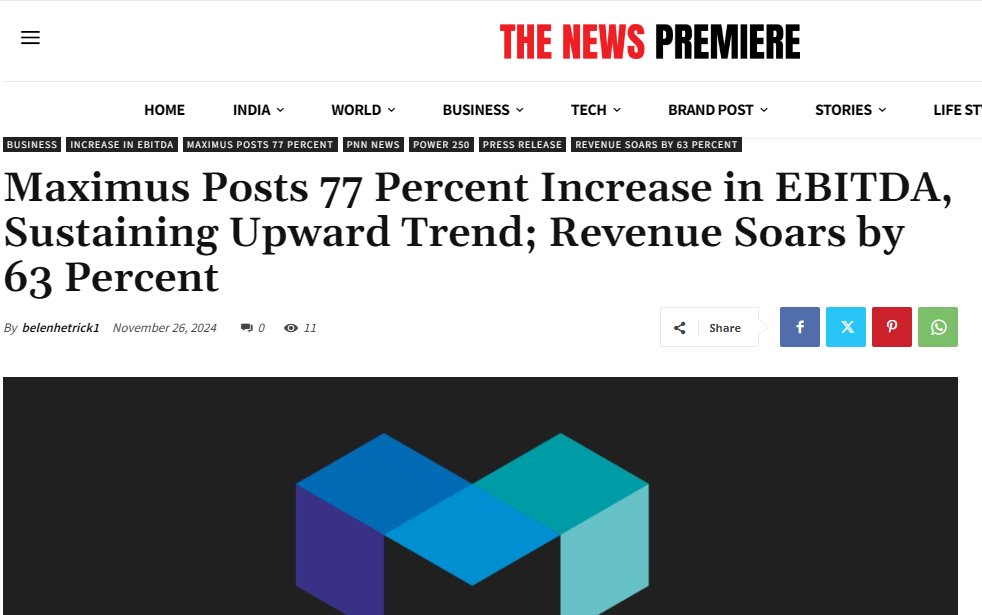 THE NEWS PREMIERE
HOME INDIA WORLD BUSINESS TECH BRAND POST STORIES LIFE ST
BUSINESS INCREASE IN EBITDA MAXIMUS POSTS 77 PERCENT PNN NEWS POWER 250 PRESS RELEASE REVENUE SOARS BY 63 PERCENT
Maximus Posts 77 Percent Increase in EBITDA,
Sustaining Upward Trend; Revenue Soars by
63 Percent
By belenhetrick1 November 26, 2024 0 11 Share